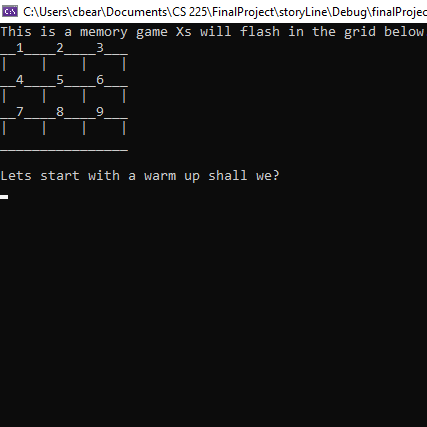 C:\Users\cbear\Documents\CS 225\FinalProject\storyLine\Debug\finalProjec
This is a memory game Xs will flash in the grid below
__1____2____3___
|    |    |    |
__4____5____6___
|    |    |    |
__7____8____9___
|    |    |    |
________________
Lets start with a warm up shall we?